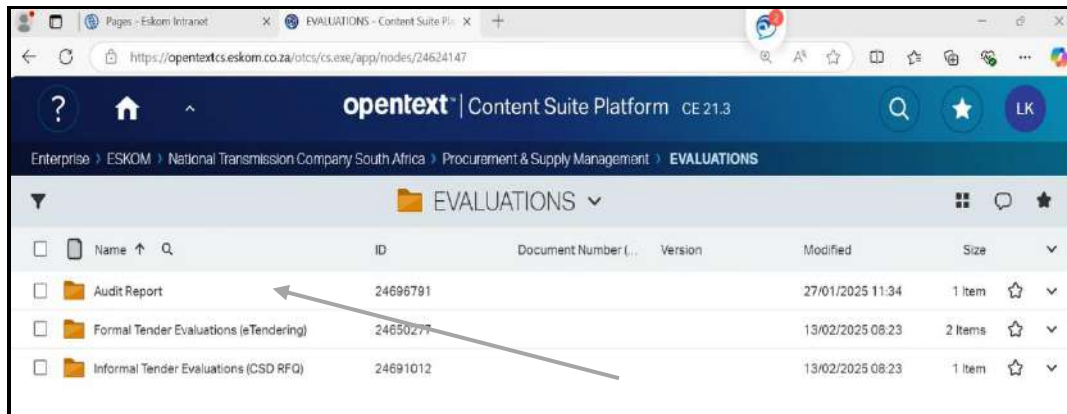 Pages - Eskom Intranet
EVALUATIONS - Content Suite Pl
2
https://opentextcs.eskom.co.za/otcs/cs.exe/app/nodes/24624147
?
opentext™ | Content Suite Platform CE 21.3
LK
Enterprise > ESKOM > National Transmission Company South Africa > Procurement & Supply Management > EVALUATIONS
EVALUATIONS
Name ID Document Number (... Version Modified Size
Audit Report 24696791 27/01/2025 11:34 1 Item
Formal Tender Evaluations (eTendering) 24650277 13/02/2025 08:23 2 Items
Informal Tender Evaluations (CSD RFQ) 24691012 13/02/2025 08:23 1 Item